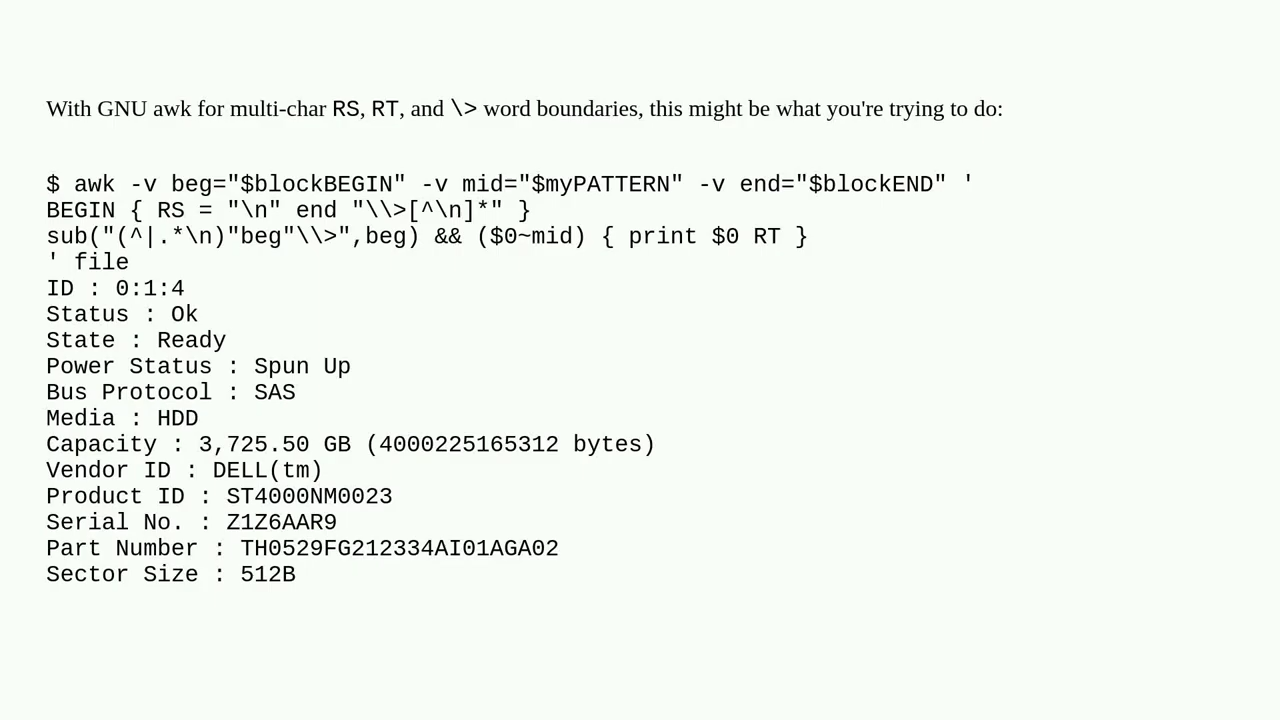 With GNU awk for multi-char RS, RT, and \> word boundaries, this might be what you're trying to do:
$ awk -v beg="$blockBEGIN" -v mid="$myPATTERN" -v end="$blockEND" '
BEGIN { RS = "\n" end "\\>[^\n]*" }
sub("(^|.*\n)"beg"\\>",beg) && ($0~mid) { print $0 RT }
' file
ID : 0:1:4
Status : Ok
State : Ready
Power Status : Spun Up
Bus Protocol : SAS
Media : HDD
Capacity : 3,725.50 GB (4000225165312 bytes)
Vendor ID : DELL(tm)
Product ID : ST4000NM0023
Serial No. : Z1Z6AAR9
Part Number : TH0529FG212334AI01AGA02
Sector Size : 512B